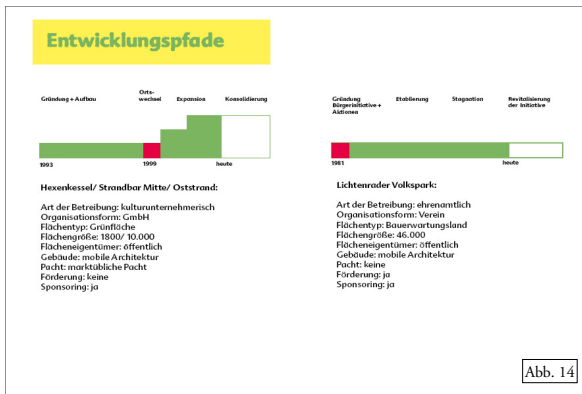 Entwicklungspfade
Gründung + Aufbau
Orts-
wechsel
Expansion
Konsolidierung
1993
1999
heute
Hexenkessel/ Strandbar Mitte/ Oststrand:
Art der Betreibung: kulturunternehmerisch
Organisationsform: GmbH
Flächentyp: Grünfläche
Flächengröße: 1800/ 10.000
Flächeneigentümer: öffentlich
Gebäude: mobile Architektur
Pacht: marktübliche Pacht
Förderung: keine
Sponsoring: ja
Gründung
Bürgerinitiative +
Aktionen
Etablierung
Stagnation
Revitalisierung
der Initiative
1981
heute
Lichtenrader Volkspark:
Art der Betreibung: ehrenamtlich
Organisationsform: Verein
Flächentyp: Bauerwartungsland
Flächengröße: 46.000
Flächeneigentümer: öffentlich
Gebäude: mobile Architektur
Pacht: keine
Förderung: ja
Sponsoring: ja
Abb. 14